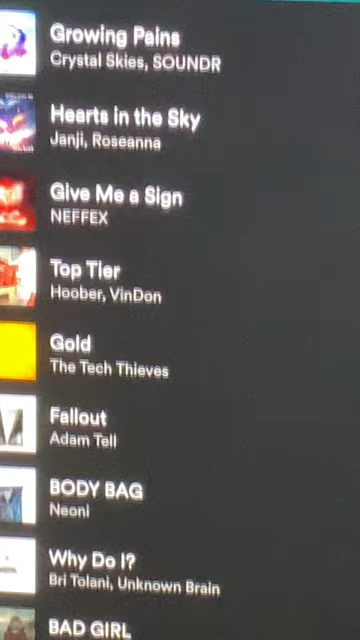 Growing Pains
Crystal Skies, SOUNDR
Hearts in the Sky
Janji, Roseanna
Give Me a Sign
NEFFEX
Top Tier
Hoober, VinDon
Gold
The Tech Thieves
Fallout
Adam Tell
BODY BAG
Neoni
Why Do I?
Bri Tolani, Unknown Brain
BAD GIRL